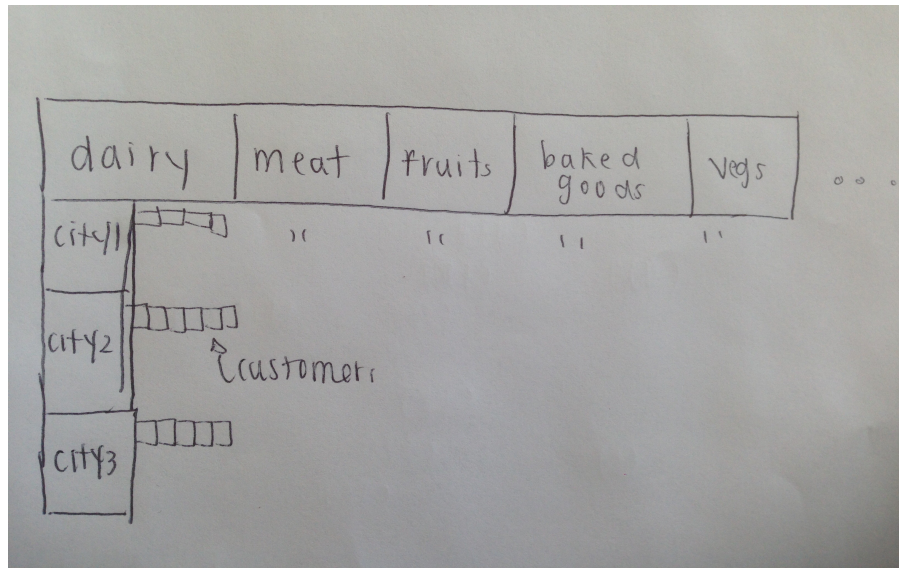 dairy meat fruits baked goods vegs ...
city1 " " " "
city2
customers
city3